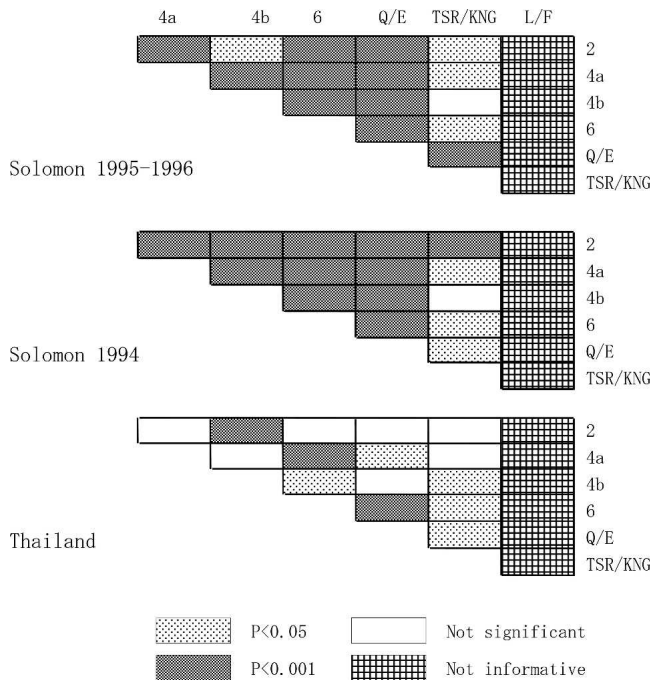 4a 4b 6 Q/E TSR/KNG L/F
2
4a
4b
6
Q/E
TSR/KNG
Solomon 1995-1996
2
4a
4b
6
Q/E
TSR/KNG
Solomon 1994
2
4a
4b
6
Q/E
TSR/KNG
Thailand
P<0.05 Not significant
P<0.001 Not informative